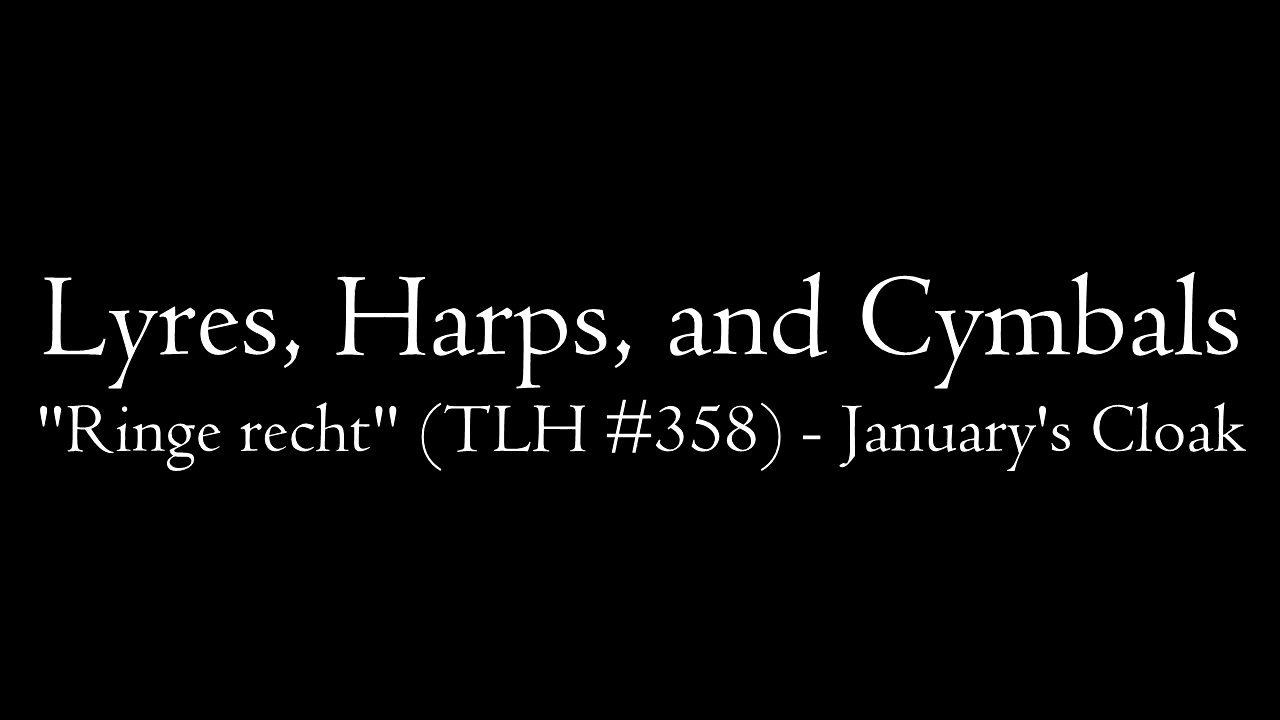 Lyres, Harps, and Cymbals
"Ringe recht" (TLH #358) - January's Cloak